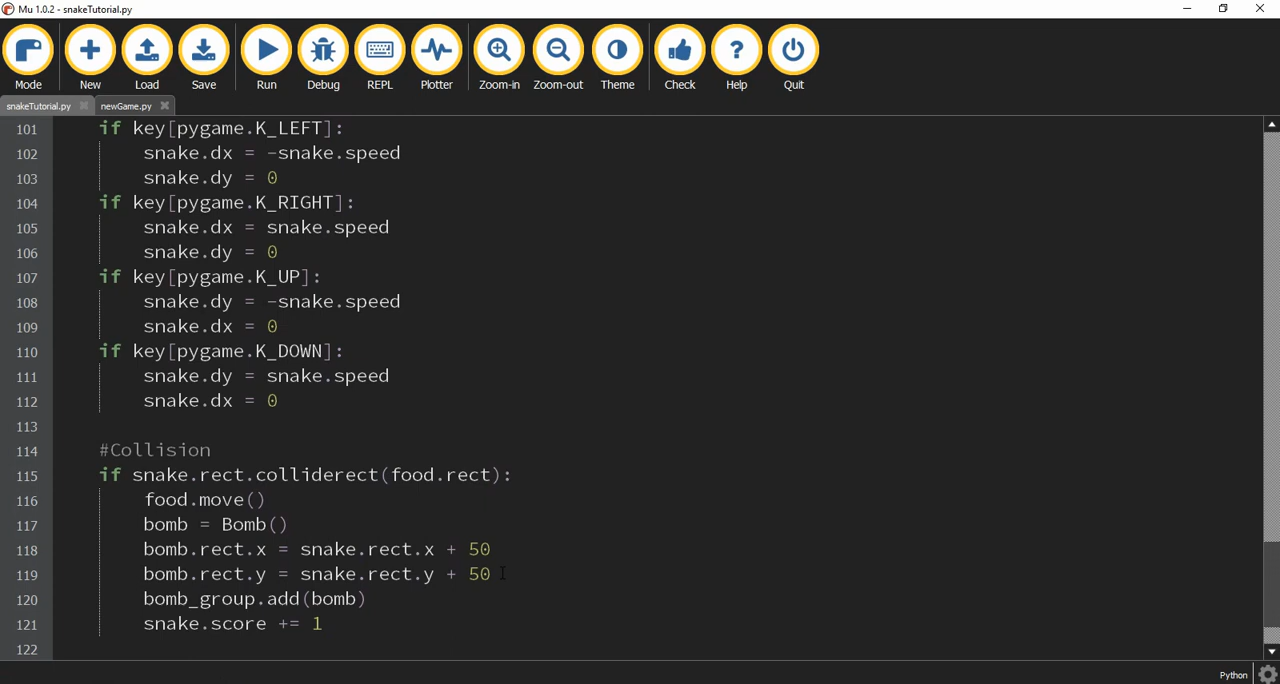 Mu 1.0.2 - snakeTutorial.py
Mode New Load Save Run Debug REPL Plotter Zoom-in Zoom-out Theme Check Help Quit
snakeTutorial.py newGame.py
101 if key[pygame.K_LEFT]:
102 snake.dx = -snake.speed
103 snake.dy = 0
104 if key[pygame.K_RIGHT]:
105 snake.dx = snake.speed
106 snake.dy = 0
107 if key[pygame.K_UP]:
108 snake.dy = -snake.speed
109 snake.dx = 0
110 if key[pygame.K_DOWN]:
111 snake.dy = snake.speed
112 snake.dx = 0
113
114 #Collision
115 if snake.rect.colliderect(food.rect):
116 food.move()
117 bomb = Bomb()
118 bomb.rect.x = snake.rect.x + 50
119 bomb.rect.y = snake.rect.y + 50
120 bomb_group.add(bomb)
121 snake.score += 1
122
Python